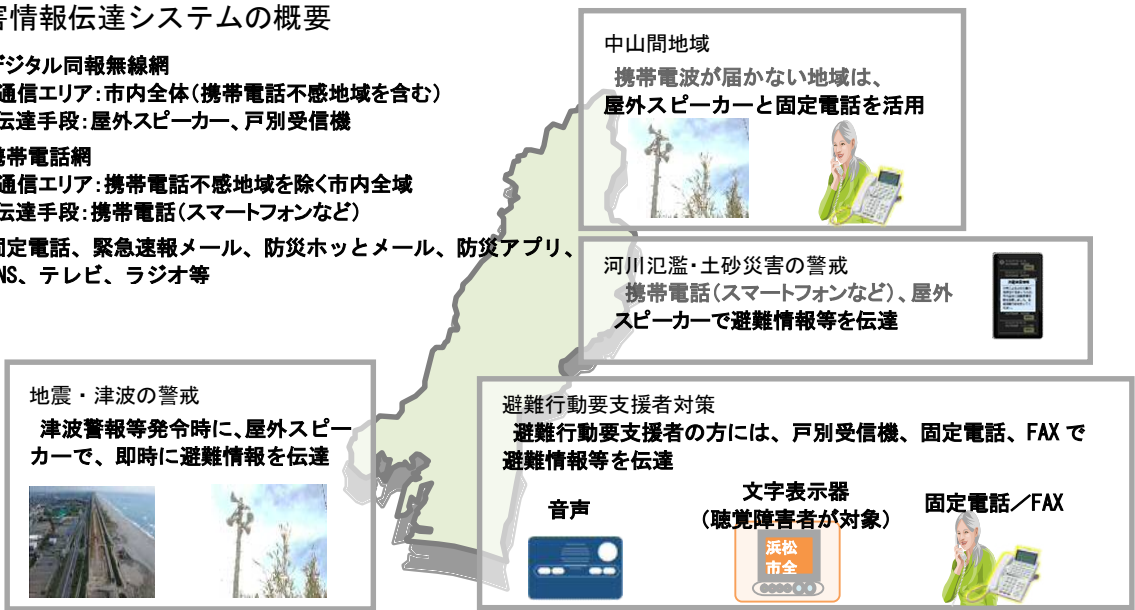 害情報伝達システムの概要
デジタル同報無線網
通信エリア：市内全体（携帯電話不感地域を含む）
伝達手段：屋外スピーカー、戸別受信機
携帯電話網
通信エリア：携帯電話不感地域を除く市内全域
伝達手段：携帯電話（スマートフォンなど）
固定電話、緊急速報メール、防災ホッとメール、防災アプリ、
NS、テレビ、ラジオ等
中山間地域
携帯電波が届かない地域は、
屋外スピーカーと固定電話を活用
河川氾濫・土砂災害の警戒
携帯電話（スマートフォンなど）、屋外
スピーカーで避難情報等を伝達
地震・津波の警戒
津波警報等発令時に、屋外スピー
カーで、即時に避難情報を伝達
避難行動要支援者対策
避難行動要支援者の方には、戸別受信機、固定電話、FAXで
避難情報等を伝達
音声
文字表示器
（聴覚障害者が対象）
浜松
市全
固定電話／FAX